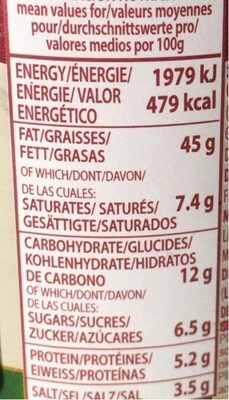 mean values for/valeurs moyennes
pour/durchschnittswerte pro/
valores medios por 100g
ENERGY/ÉNERGIE/ 1979 kJ
ENERGIE/VALOR 479 kcal
ENERGÉTICO
FAT/GRAISSES/ 45 g
FETT/GRASAS
OF WHICH/DONT/DAVON/
DE LAS CUALES:
SATURATES/SATURÉS/ 7.4 g
GESÄTTIGTE/SATURADOS
CARBOHYDRATE/GLUCIDES/
KOHLENHYDRATE/HIDRATOS
DE CARBONO 12 g
OF WHICH/DONT/DAVON/
DE LAS CUALES:
SUGARS/SUCRES/
ZUCKER/AZÚCARES 6.5 g
PROTEIN/PROTÉINES/ 5.2 g
EIWEISS/PROTEÍNAS
SALT/SEL/SALZ/SAL 3.5 g